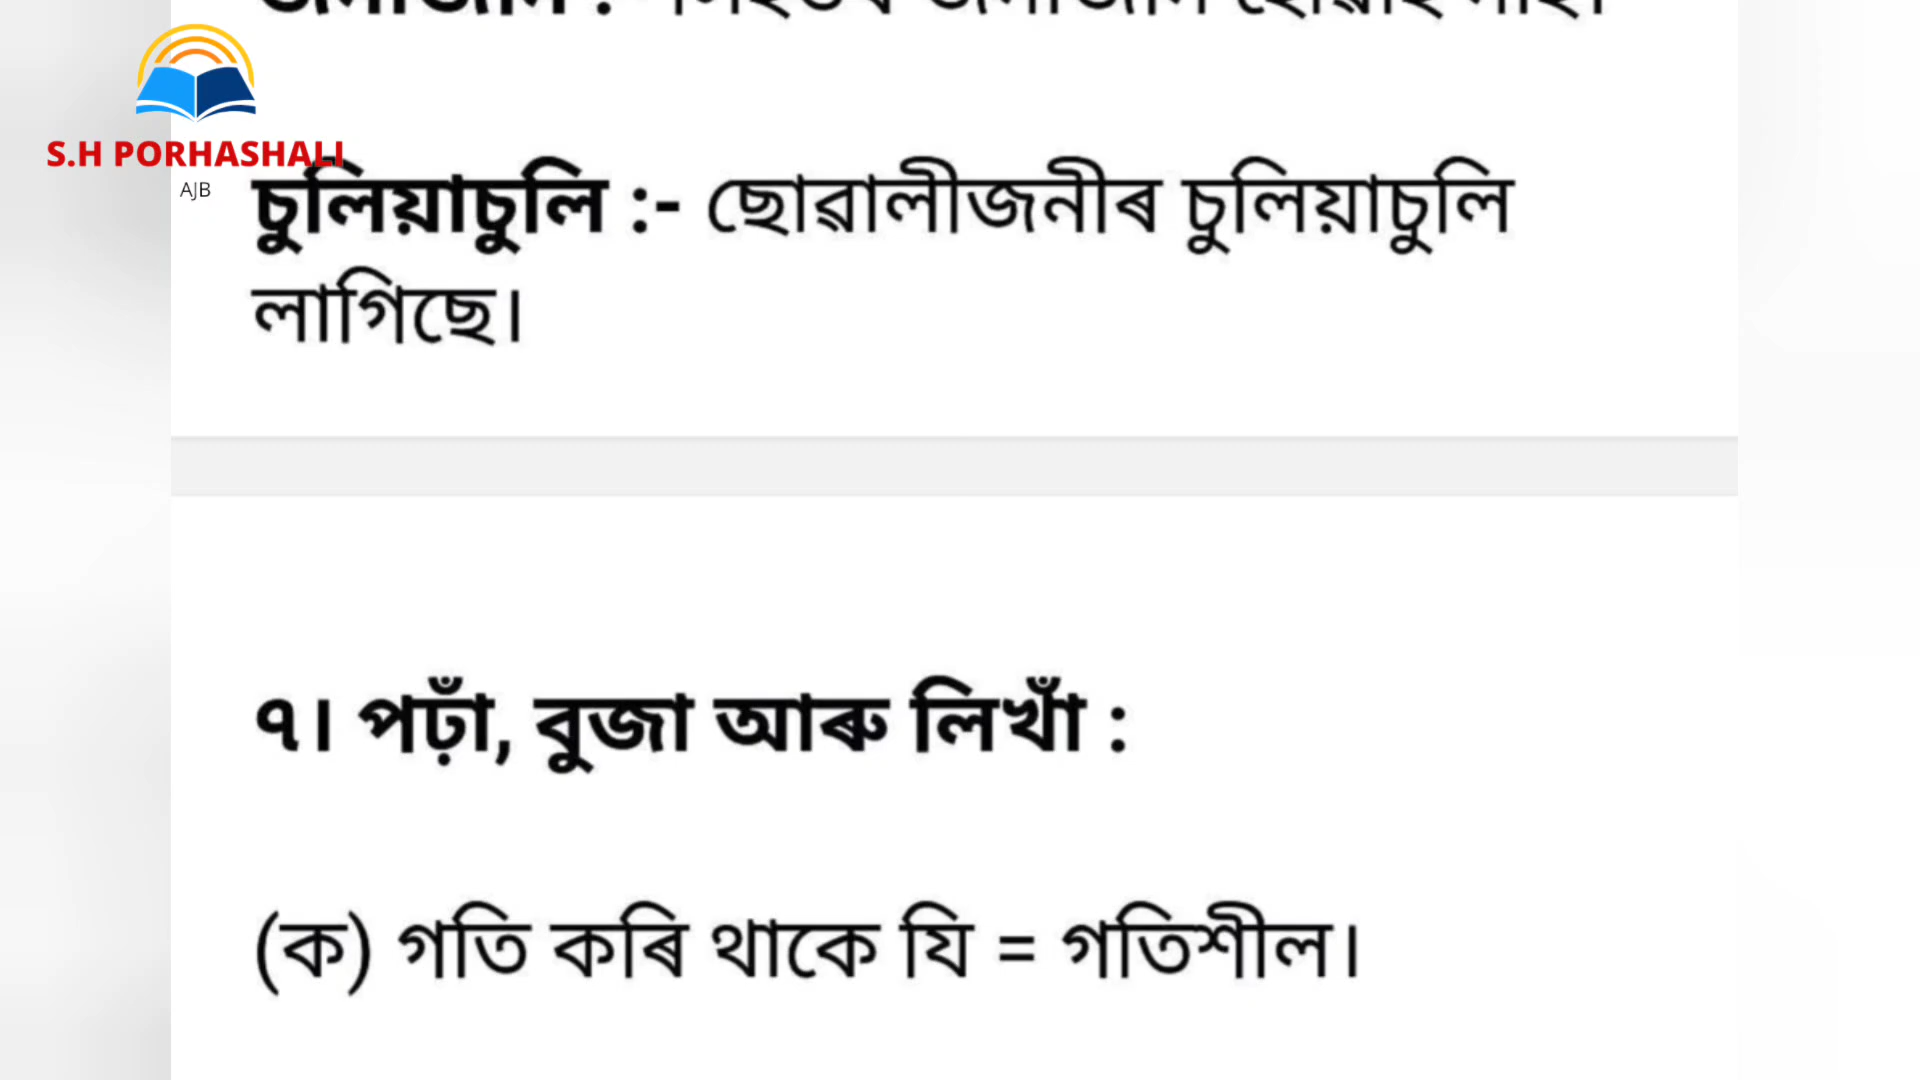 S.H PORHASHALI
AJB
চুলিয়াচুলি :- ছোৱালীজনীৰ চুলিয়াচুলি
লাগিছে।
৭। পঢ়াঁ, বুজা আৰু লিখাঁ :
(ক) গতি কৰি থাকে যি = গতিশীল।